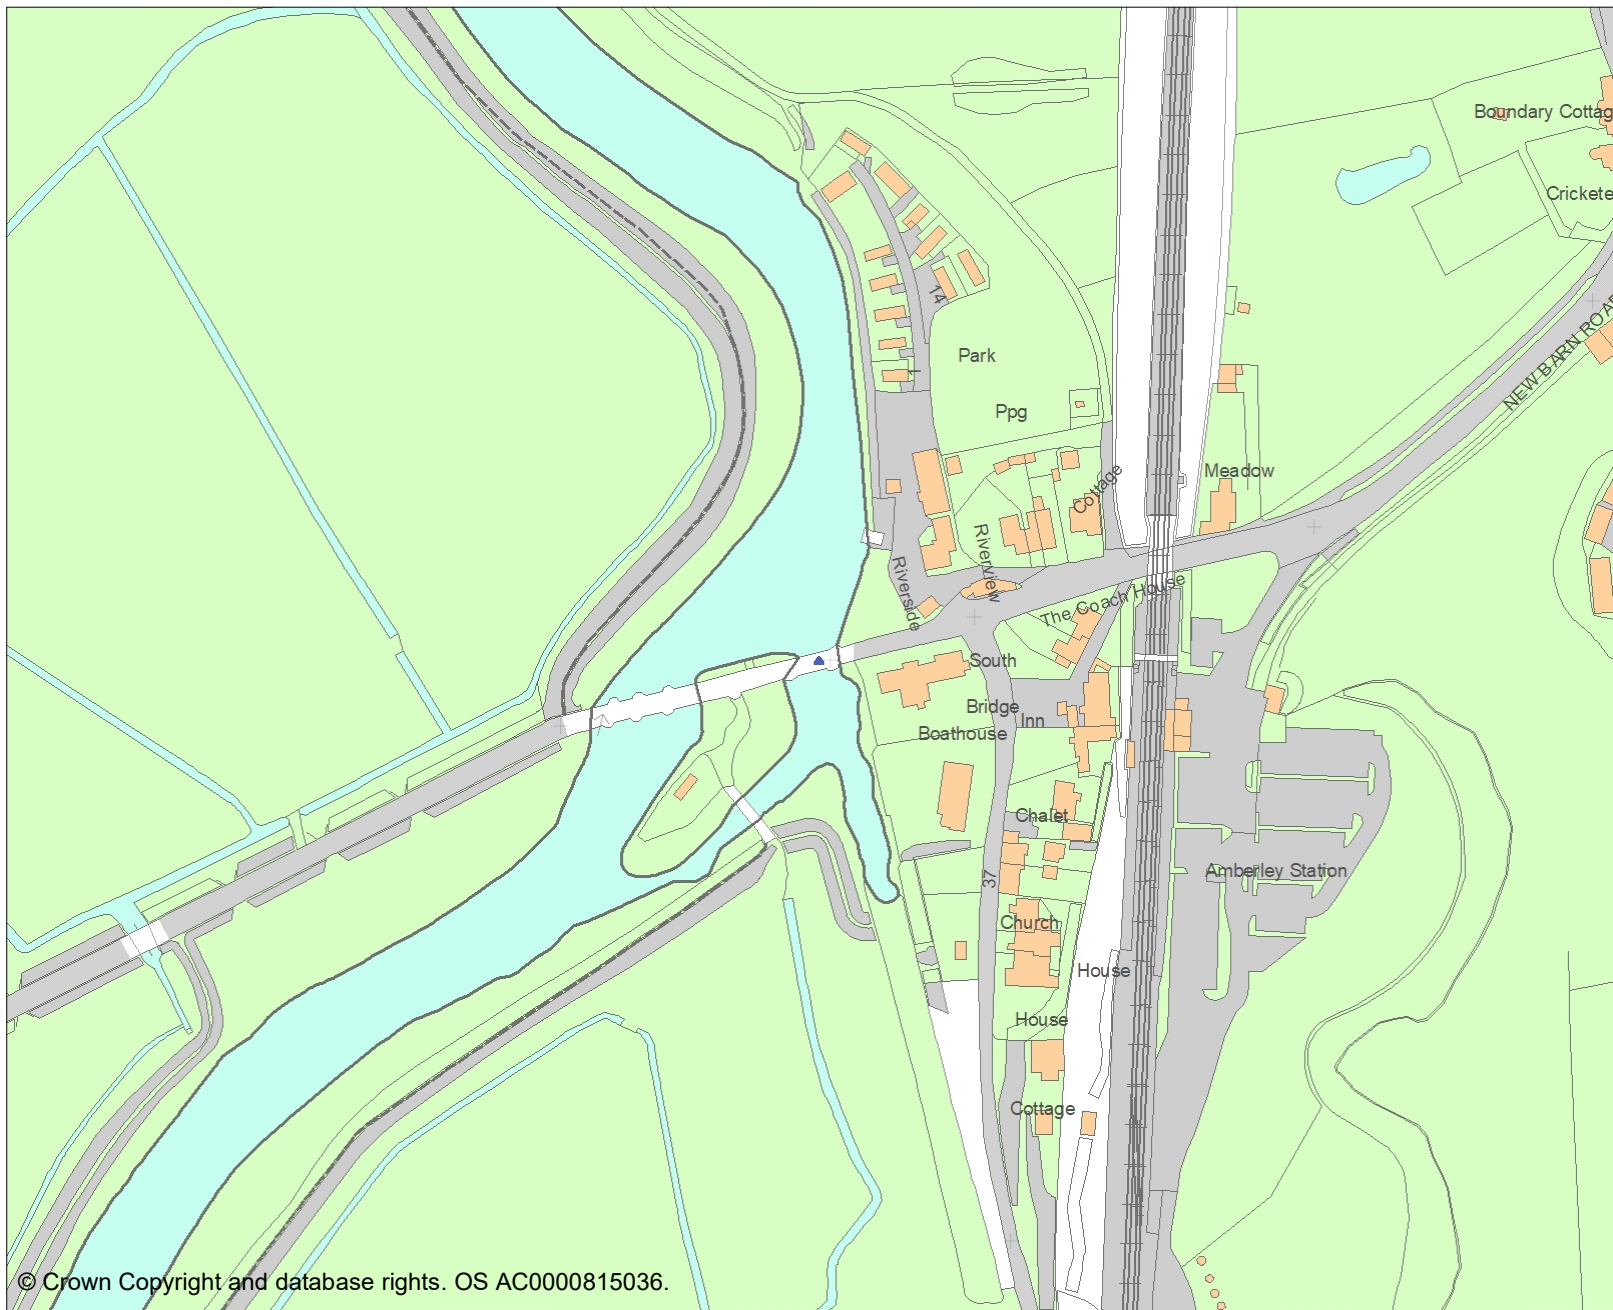 Boundary Cottag
Crickete
14
NEW BARN ROAD
Park
1
Ppg
Cottage
Meadow
Riverview
Riverside
The Coach House
South
Bridge
Inn
Boathouse
Chalet
37
Amberley Station
Church
House
House
Cottage
© Crown Copyright and database rights. OS AC0000815036.